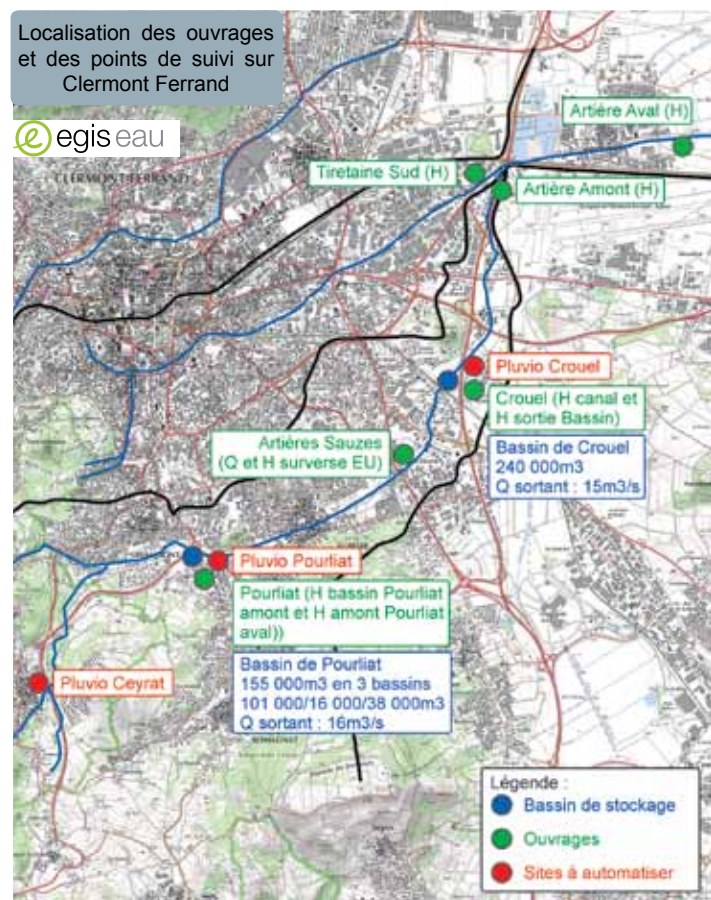 Localisation des ouvrages
et des points de suivi sur
Clermont Ferrand
egis eau
Artière Aval (H)
Tiretaine Sud (H)
Artière Amont (H)
CLERMONT-FERRAND
Pluvio Crouel
Crouel (H canal et
H sortie Bassin)
Artières Sauzes
(Q et H surverse EU)
Bassin de Crouel
240 000m3
Q sortant : 15m3/s
Pluvio Pourliat
Pourliat (H bassin Pourliat
amont et H amont Pourliat
aval))
Pluvio Ceyrat
Bassin de Pourliat
155 000m3 en 3 bassins
101 000/16 000/38 000m3
Q sortant : 16m3/s
ROMAGNAT
Légende :
Bassin de stockage
Ouvrages
Sites à automatiser